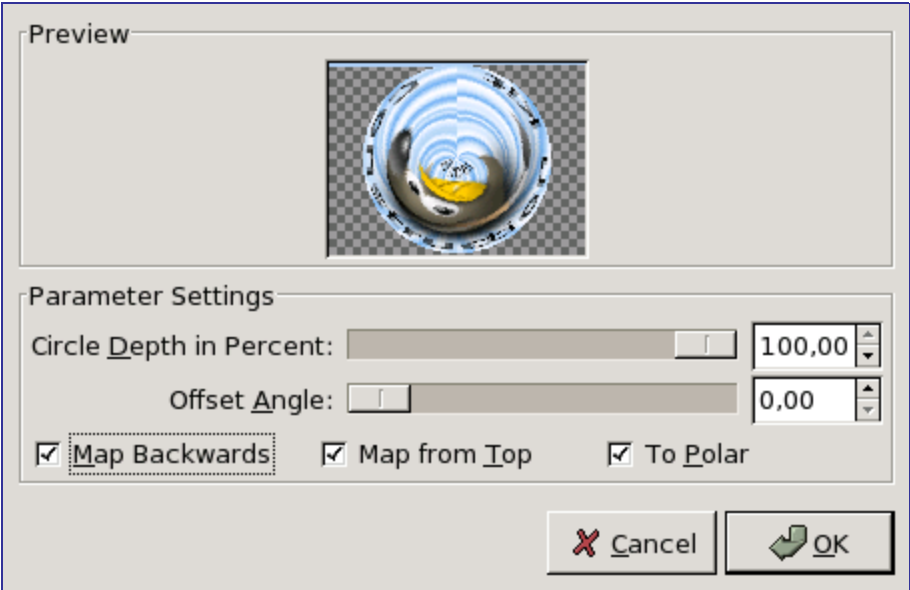 Preview
Parameter Settings
Circle Depth in Percent: 100,00
Offset Angle: 0,00
Map Backwards Map from Top To Polar
Cancel OK